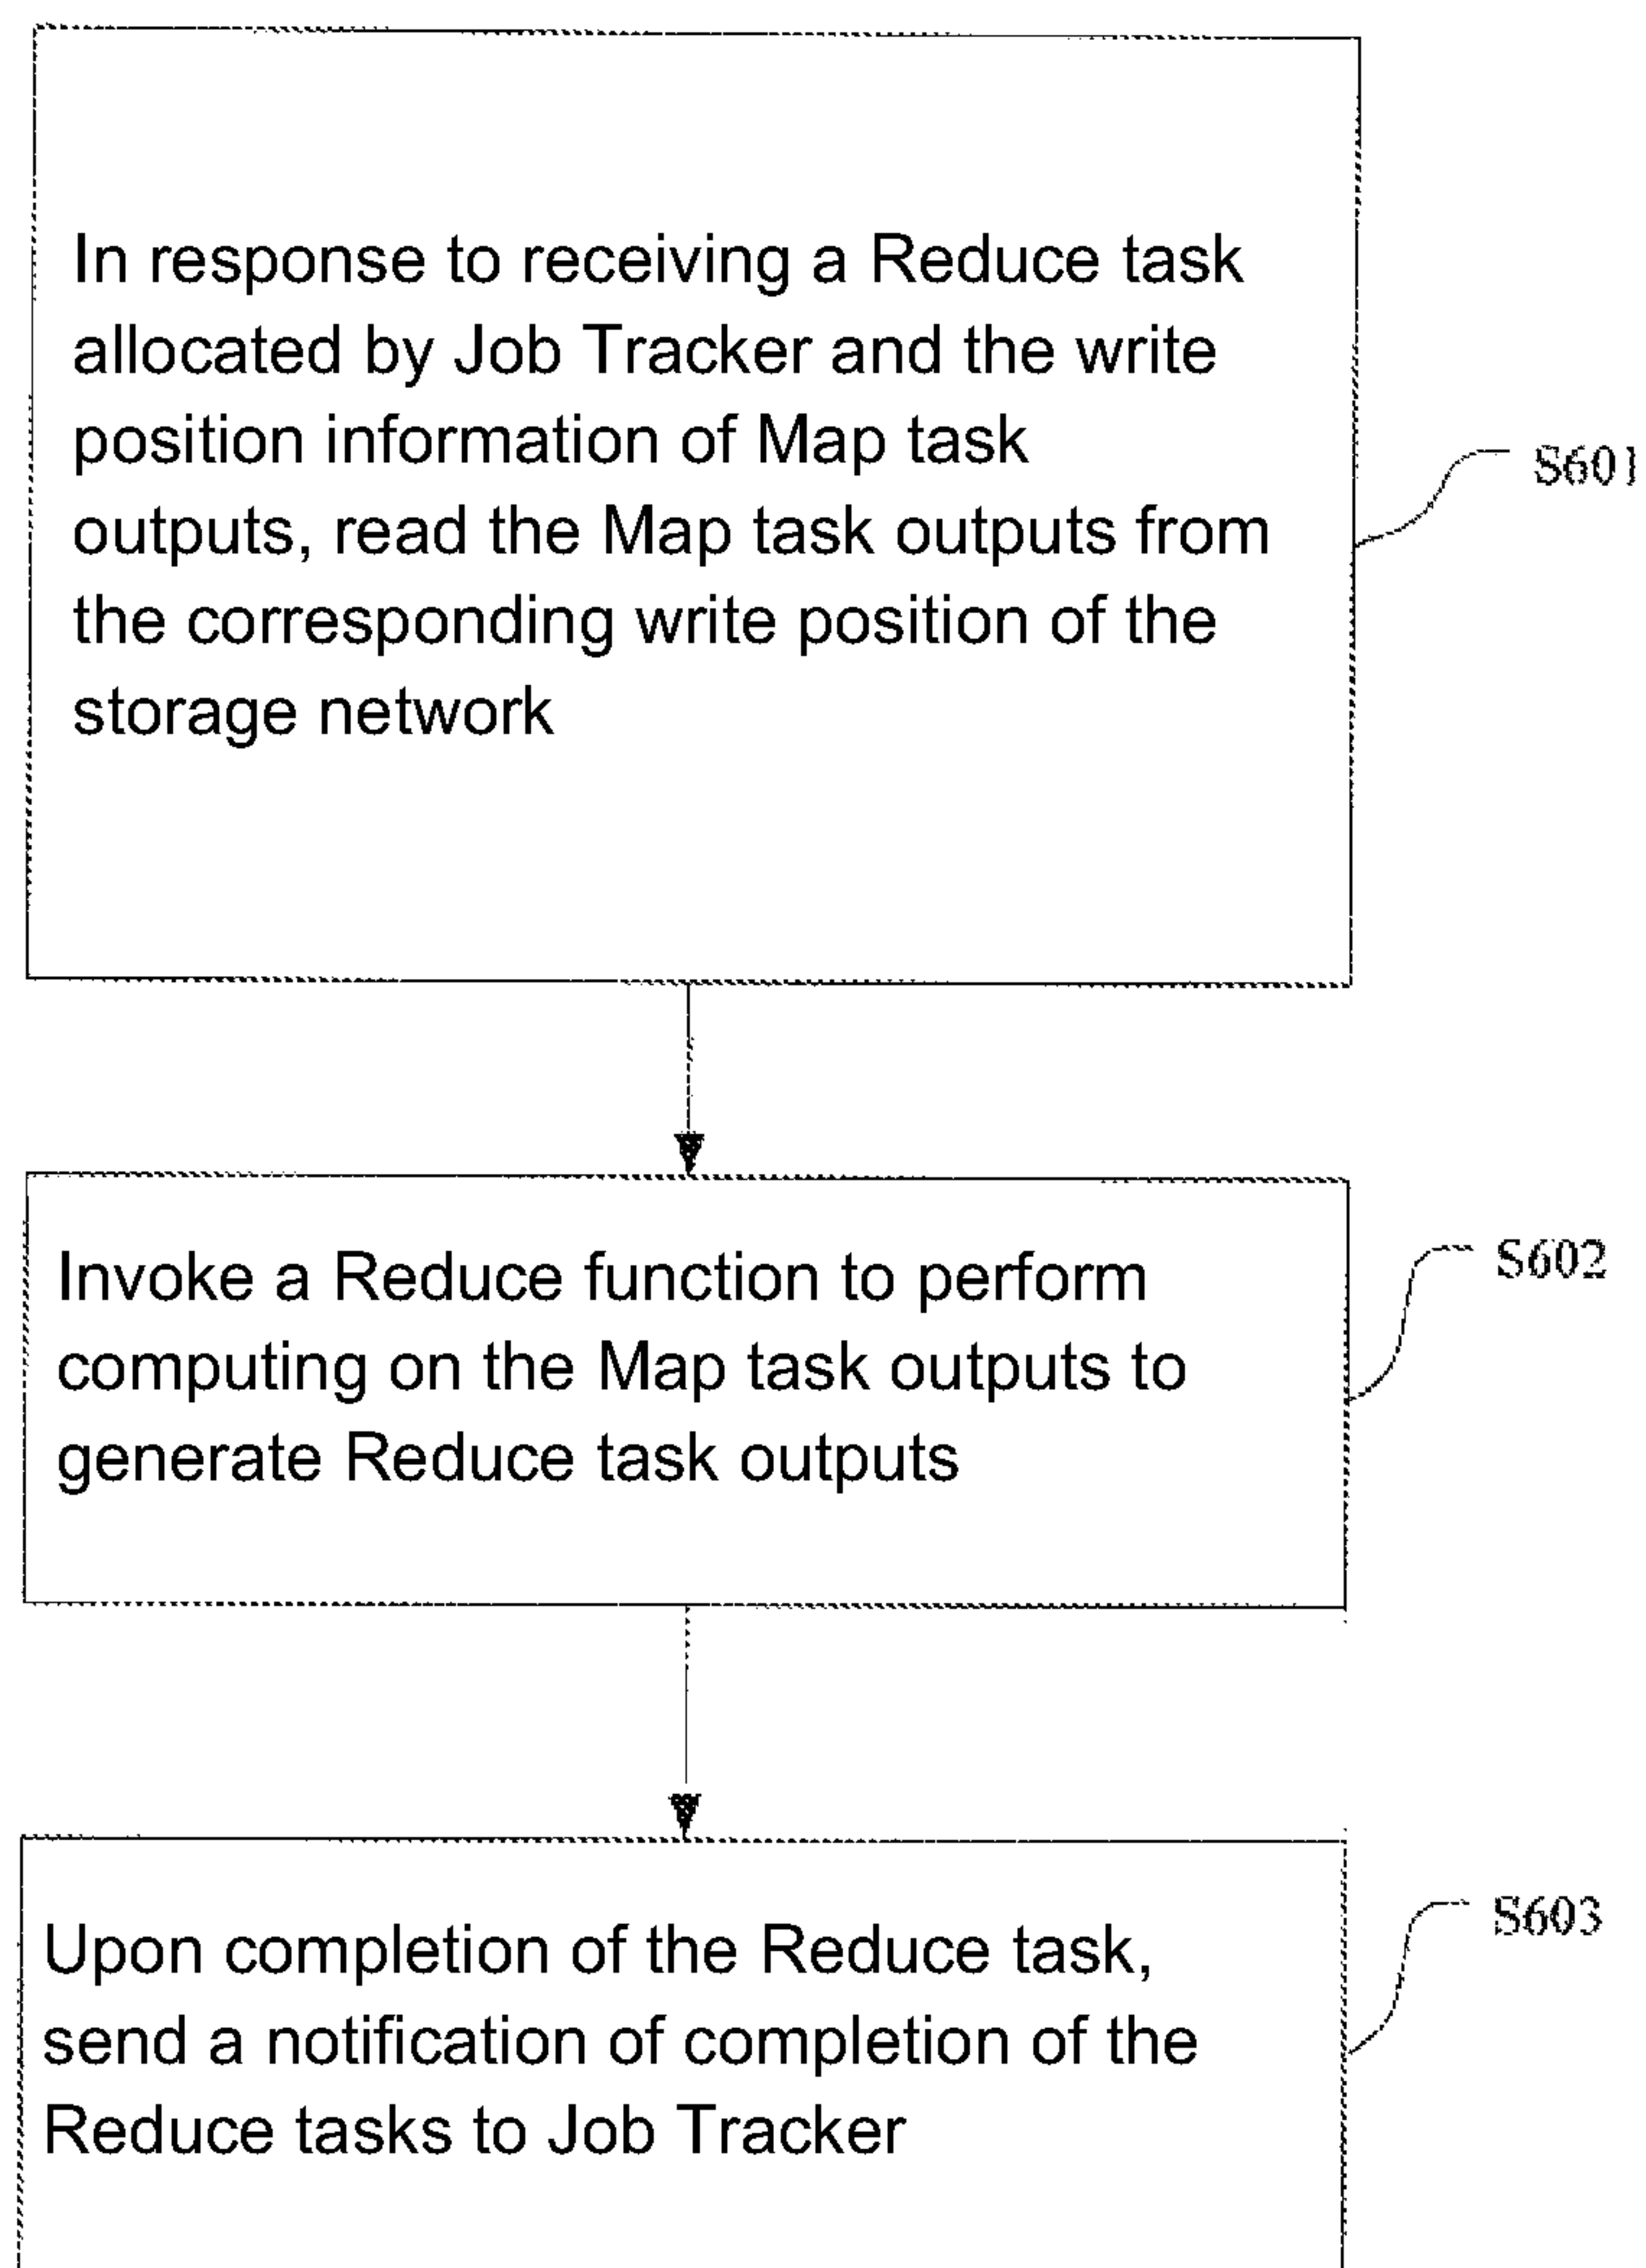 In response to receiving a Reduce task
allocated by Job Tracker and the write
position information of Map task
outputs, read the Map task outputs from
the corresponding write position of the
storage network
S601
Invoke a Reduce function to perform
computing on the Map task outputs to
generate Reduce task outputs
S602
Upon completion of the Reduce task,
send a notification of completion of the
Reduce tasks to Job Tracker
S603